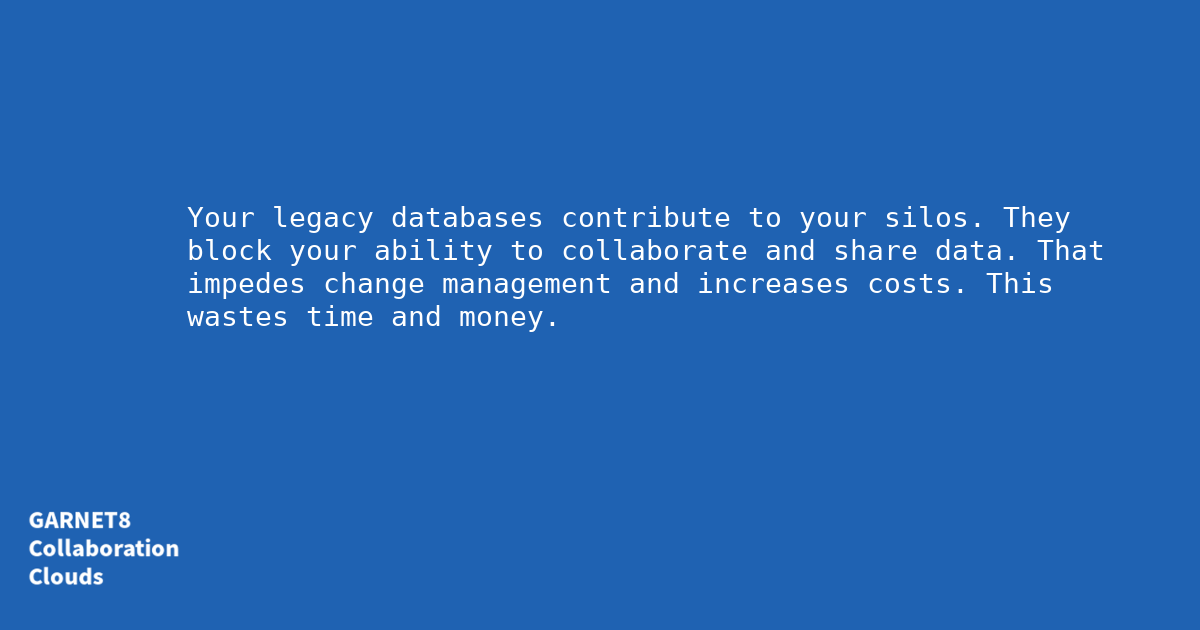 Your legacy databases contribute to your silos. They
block your ability to collaborate and share data. That
impedes change management and increases costs. This
wastes time and money.
GARNET8
Collaboration
Clouds